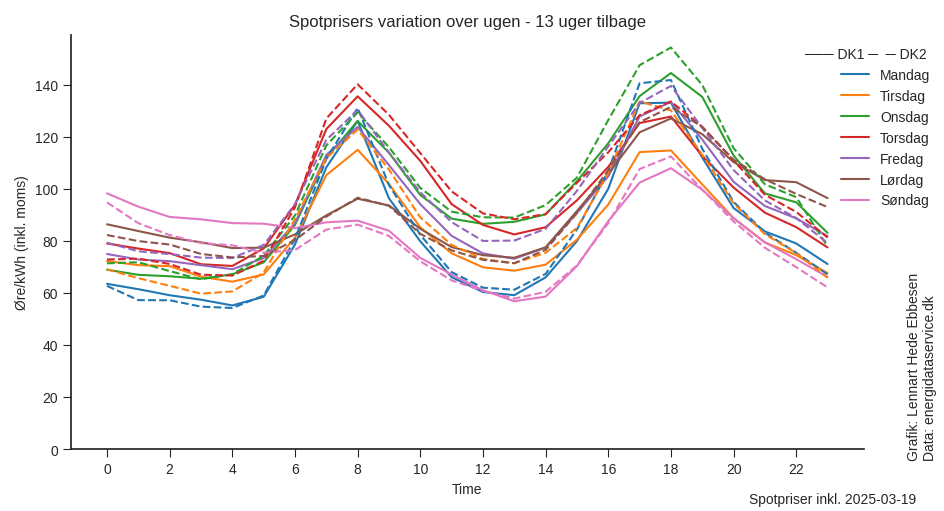 Spotprisers variation over ugen - 13 uger tilbage
DK1 DK2
Mandag
Tirsdag
Onsdag
Torsdag
Fredag
Lørdag
Søndag
Øre/kWh (inkl. moms)
140
120
100
80
60
40
20
0
0 2 4 6 8 10 12 14 16 18 20 22
Time
Grafik: Lennart Hede Ebbesen
Data: energidataservice.dk
Spotpriser inkl. 2025-03-19